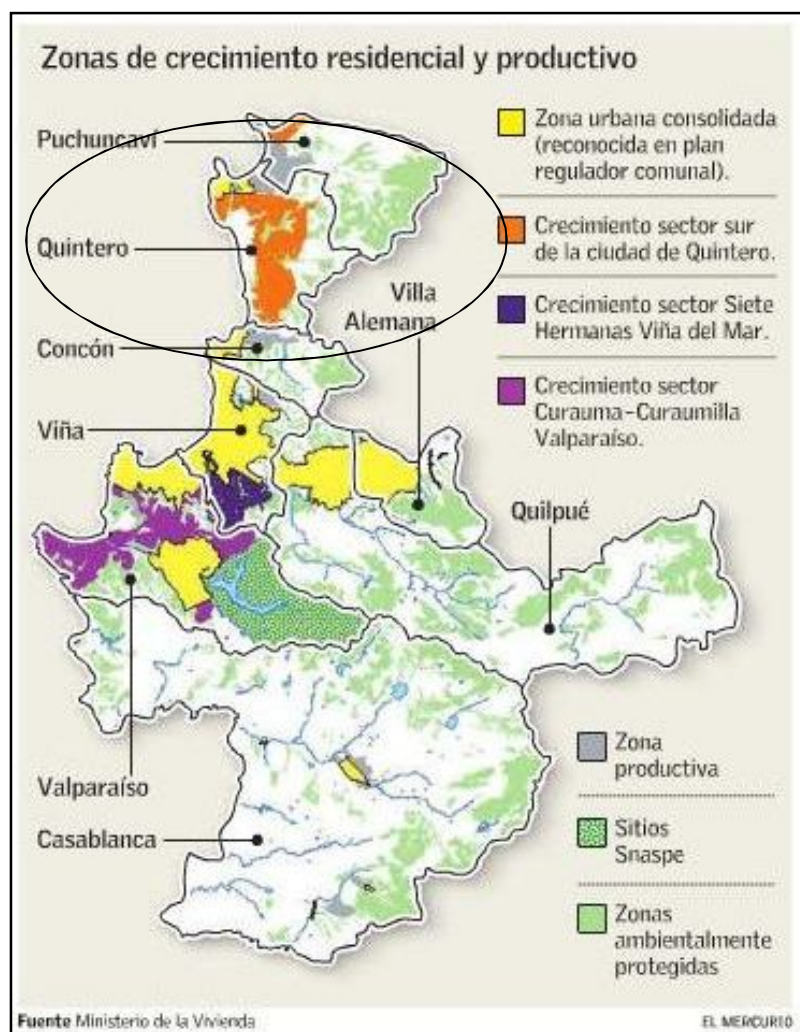 Zonas de crecimiento residencial y productivo
Puchuncaví
Quintero
Concón
Viña
Villa
Alemana
Quilpué
Valparaíso
Casablanca
Zona urbana consolidada
(reconocida en plan
regulador comunal).
Crecimiento sector sur
de la ciudad de Quintero.
Crecimiento sector Siete
Hermanas Viña del Mar.
Crecimiento sector
Curauma-Curaumilla
Valparaíso.
Zona
productiva
Sitios
Snaspe
Zonas
ambientalmente
protegidas
Fuente Ministerio de la Vivienda
EL MERCURIO